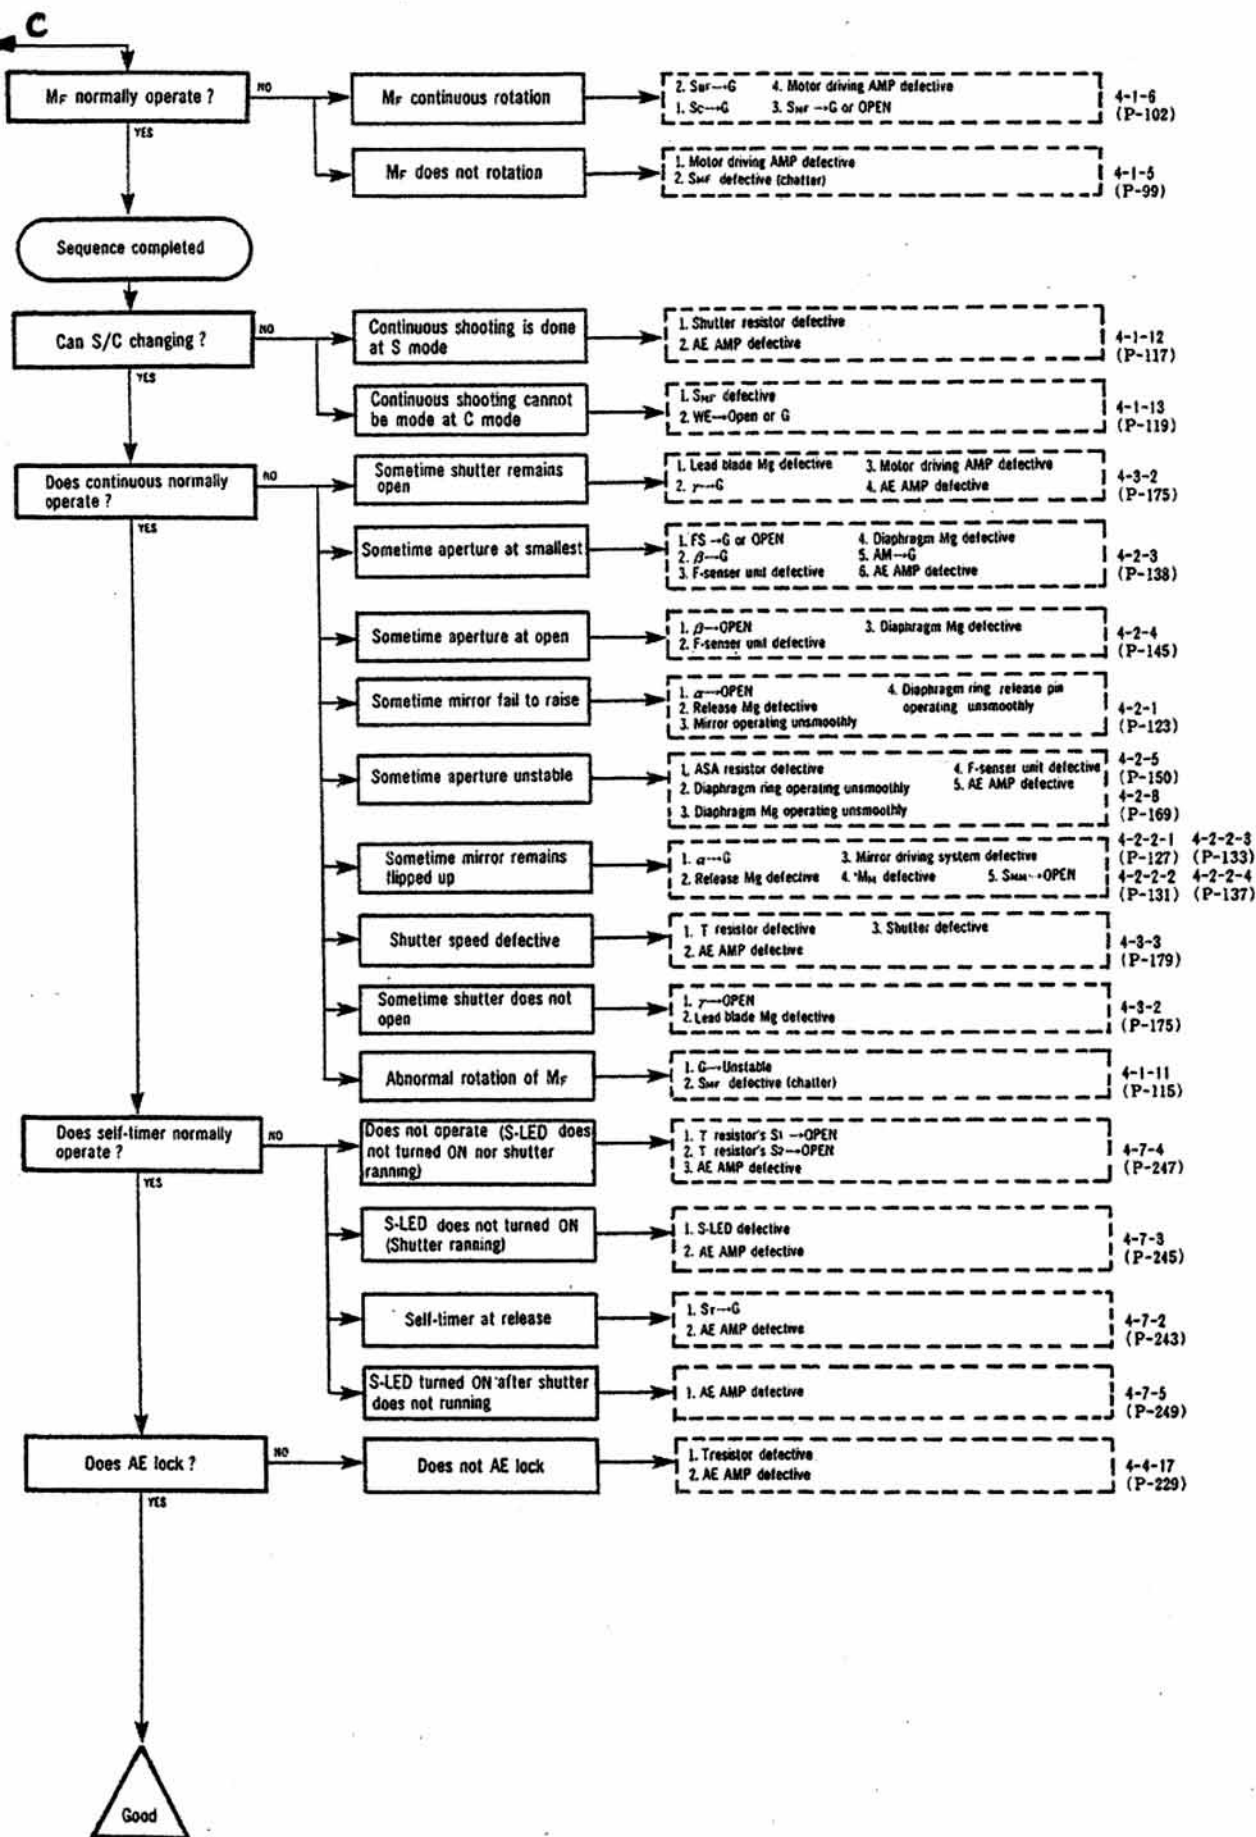 C
MF normally operate ?
NO
MF continuous rotation
2. SBF→G 4. Motor driving AMP defective
1. Sc→G 3. SMF→G or OPEN
4-1-6
(P-102)
YES
MF does not rotation
1. Motor driving AMP defective
2. SMF defective (chatter)
4-1-5
(P-99)
Sequence completed
Can S/C changing ?
NO
Continuous shooting is done
at S mode
1. Shutter resistor defective
2. AE AMP defective
4-1-12
(P-117)
YES
Continuous shooting cannot
be mode at C mode
1. SMF defective
2. WE→Open or G
4-1-13
(P-119)
Does continuous normally
operate ?
NO
Sometime shutter remains
open
1. Lead blade Mg defective 3. Motor driving AMP defective
2. γ→G 4. AE AMP defective
4-3-2
(P-175)
YES
Sometime aperture at smallest
1. FS→G or OPEN 4. Diaphragm Mg defective
2. β→G 5. AM→G
3. F-senser unit defective 6. AE AMP defective
4-2-3
(P-138)
Sometime aperture at open
1. β→OPEN 3. Diaphragm Mg defective
2. F-senser unit defective
4-2-4
(P-145)
Sometime mirror fail to raise
1. α→OPEN 4. Diaphragm ring release pin
2. Release Mg defective operating unsmoothly
3. Mirror operating unsmoothly
4-2-1
(P-123)
Sometime aperture unstable
1. ASA resistor defective 4. F-senser unit defective
2. Diaphragm ring operating unsmoothly 5. AE AMP defective
3. Diaphragm Mg operating unsmoothly
4-2-5
(P-150)
4-2-8
(P-169)
Sometime mirror remains
flipped up
1. α→G 3. Mirror driving system defective
2. Release Mg defective 4. MM defective 5. SMM→OPEN
4-2-2-1 4-2-2-3
(P-127) (P-133)
4-2-2-2 4-2-2-4
(P-131) (P-137)
Shutter speed defective
1. T resistor defective 3. Shutter defective
2. AE AMP defective
4-3-3
(P-179)
Sometime shutter does not
open
1. γ→OPEN
2. Lead blade Mg defective
4-3-2
(P-175)
Abnormal rotation of MF
1. G→Unstable
2. SMF defective (chatter)
4-1-11
(P-115)
Does self-timer normally
operate ?
NO
Does not operate (S-LED does
not turned ON nor shutter
ranning)
1. T resistor's S1→OPEN
2. T resistor's S2→OPEN
3. AE AMP defective
4-7-4
(P-247)
YES
S-LED does not turned ON
(Shutter ranning)
1. S-LED defective
2. AE AMP defective
4-7-3
(P-245)
Self-timer at release
1. ST→G
2. AE AMP defective
4-7-2
(P-243)
S-LED turned ON after shutter
does not running
1. AE AMP defective
4-7-5
(P-249)
Does AE lock ?
NO
Does not AE lock
1. Tresistor defective
2. AE AMP defective
4-4-17
(P-229)
YES
Good